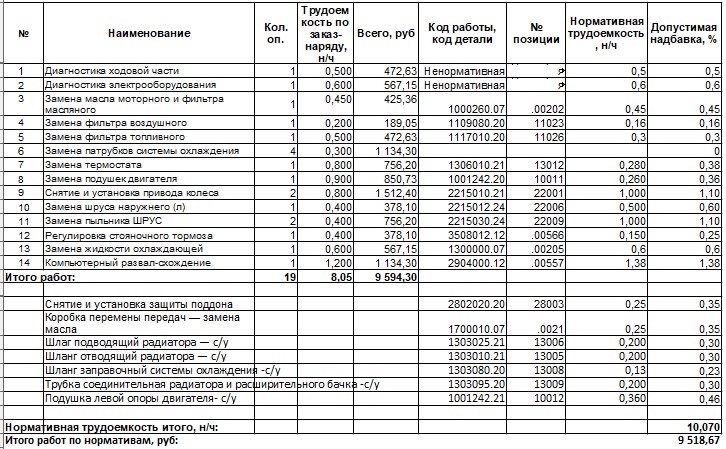 № Наименование Кол. оп. Трудоемкость по заказ-наряду, н/ч Всего, руб Код работы, код детали № позиции Нормативная трудоемкость, н/ч Допустимая надбавка, %
1 Диагностика ходовой части 1 0,500 472,63 Ненормативная 0,5 0,5
2 Диагностика электрооборудования 1 0,600 567,15 Ненормативная 0,6 0,6
3 Замена масла моторного и фильтра масляного 1 0,450 425,36 1000260.07 .00202 0,45 0,45
4 Замена фильтра воздушного 1 0,200 189,05 1109080.20 11023 0,16 0,16
5 Замена фильтра топливного 1 0,500 472,63 1117010.20 11026 0,3 0,3
6 Замена патрубков системы охлаждения 4 0,300 1 134,30 0
7 Замена термостата 1 0,800 756,20 1306010.21 13012 0,280 0,38
8 Замена подушек двигателя 1 0,900 850,73 1001242.20 10011 0,260 0,36
9 Снятие и установка привода колеса 2 0,800 1 512,40 2215010.21 22001 1,000 1,10
10 Замена шруса наружнего (л) 1 0,400 378,10 2215012.24 22006 0,500 0,60
11 Замена пыльника ШРУС 2 0,400 756,20 2215030.24 22009 1,000 1,10
12 Регулировка стояночного тормоза 1 0,400 378,10 3508012.12 .00566 0,150 0,25
13 Замена жидкости охлаждающей 1 0,600 567,15 1300000.07 .00205 0,6 0,6
14 Компьютерный развал-схождение 1 1,200 1 134,30 2904000.12 .00557 1,38 1,38
Итого работ: 19 8,05 9 594,30
Снятие и установка защиты поддона 2802020.20 28003 0,25 0,35
Коробка перемены передач — замена масла 1700010.07 .0021 0,25 0,35
Шлаг подводящий радиатора — с/у 1303025.21 13006 0,200 0,30
Шланг отводящий радиатора — с/у 1303010.21 13005 0,200 0,30
Шланг заправочный системы охлаждения -с/у 1303080.20 13008 0,13 0,23
Трубка соединительная радиатора и расширительного бачка -с/у 1303095.20 13009 0,200 0,30
Подушка левой опоры двигателя- с/у 1001242.21 10012 0,360 0,46
Нормативная трудоемкость итого, н/ч: 10,070
Итого работ по нормативам, руб: 9 518,67